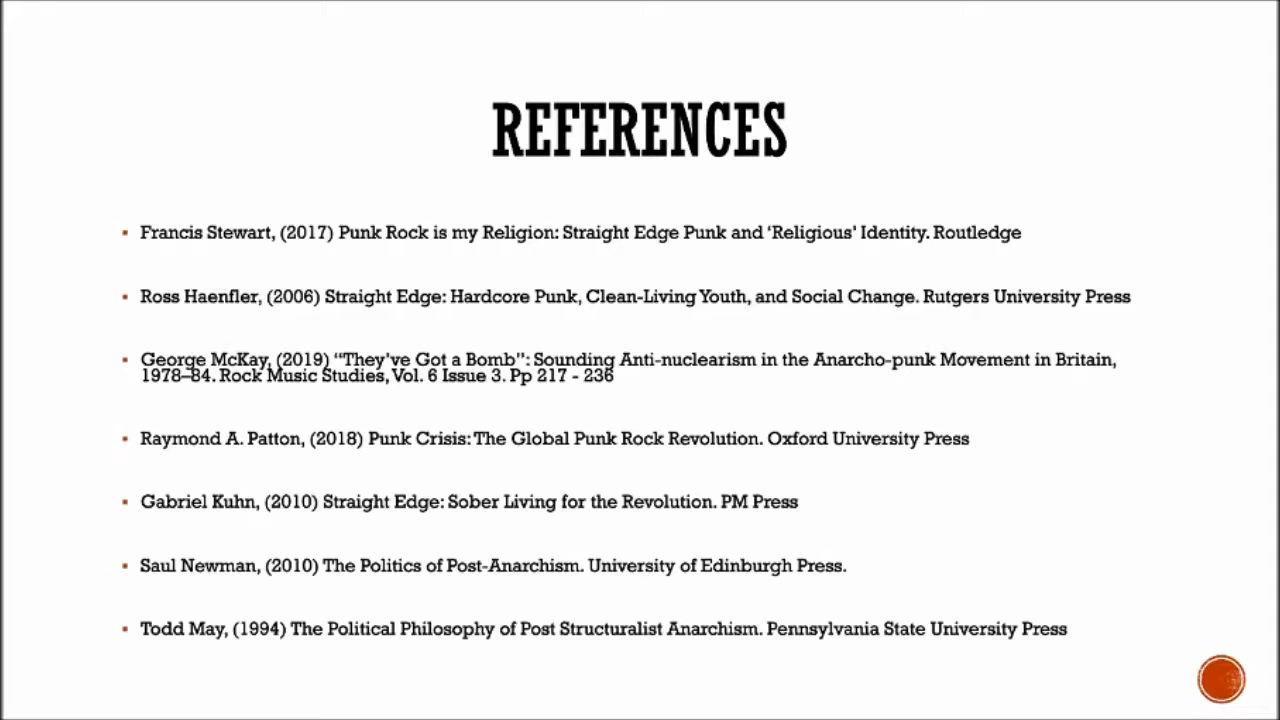 REFERENCES
▪ Francis Stewart, (2017) Punk Rock is my Religion: Straight Edge Punk and ‘Religious’ Identity. Routledge
▪ Ross Haenfler, (2006) Straight Edge: Hardcore Punk, Clean-Living Youth, and Social Change. Rutgers University Press
▪ George McKay, (2019) “They’ve Got a Bomb”: Sounding Anti-nuclearism in the Anarcho-punk Movement in Britain,
1978–84. Rock Music Studies, Vol. 6 Issue 3. Pp 217 - 236
▪ Raymond A. Patton, (2018) Punk Crisis: The Global Punk Rock Revolution. Oxford University Press
▪ Gabriel Kuhn, (2010) Straight Edge: Sober Living for the Revolution. PM Press
▪ Saul Newman, (2010) The Politics of Post-Anarchism. University of Edinburgh Press.
▪ Todd May, (1994) The Political Philosophy of Post Structuralist Anarchism. Pennsylvania State University Press